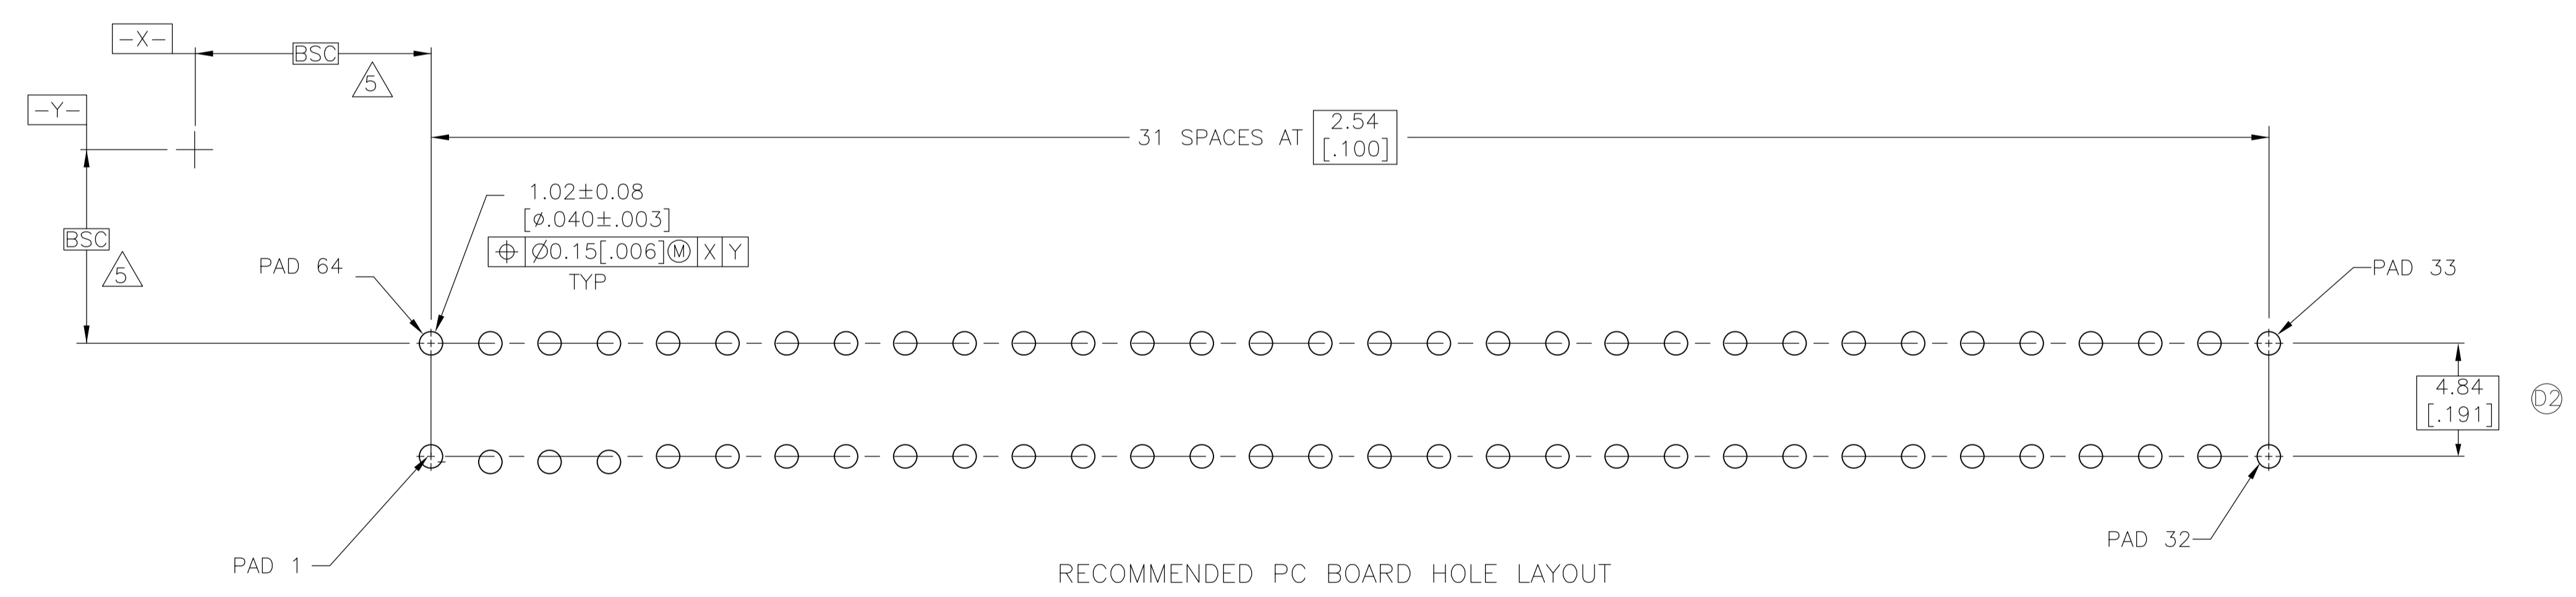 -X-
BSC
5
-Y-
31 SPACES AT
2.54
[.100]
1.02±0.08
[ø.040±.003]
⌖ Ø0.15[.006]Ⓜ X Y
TYP
BSC
5
PAD 64
PAD 33
4.84
[.191]
D2
PAD 32
PAD 1
RECOMMENDED PC BOARD HOLE LAYOUT